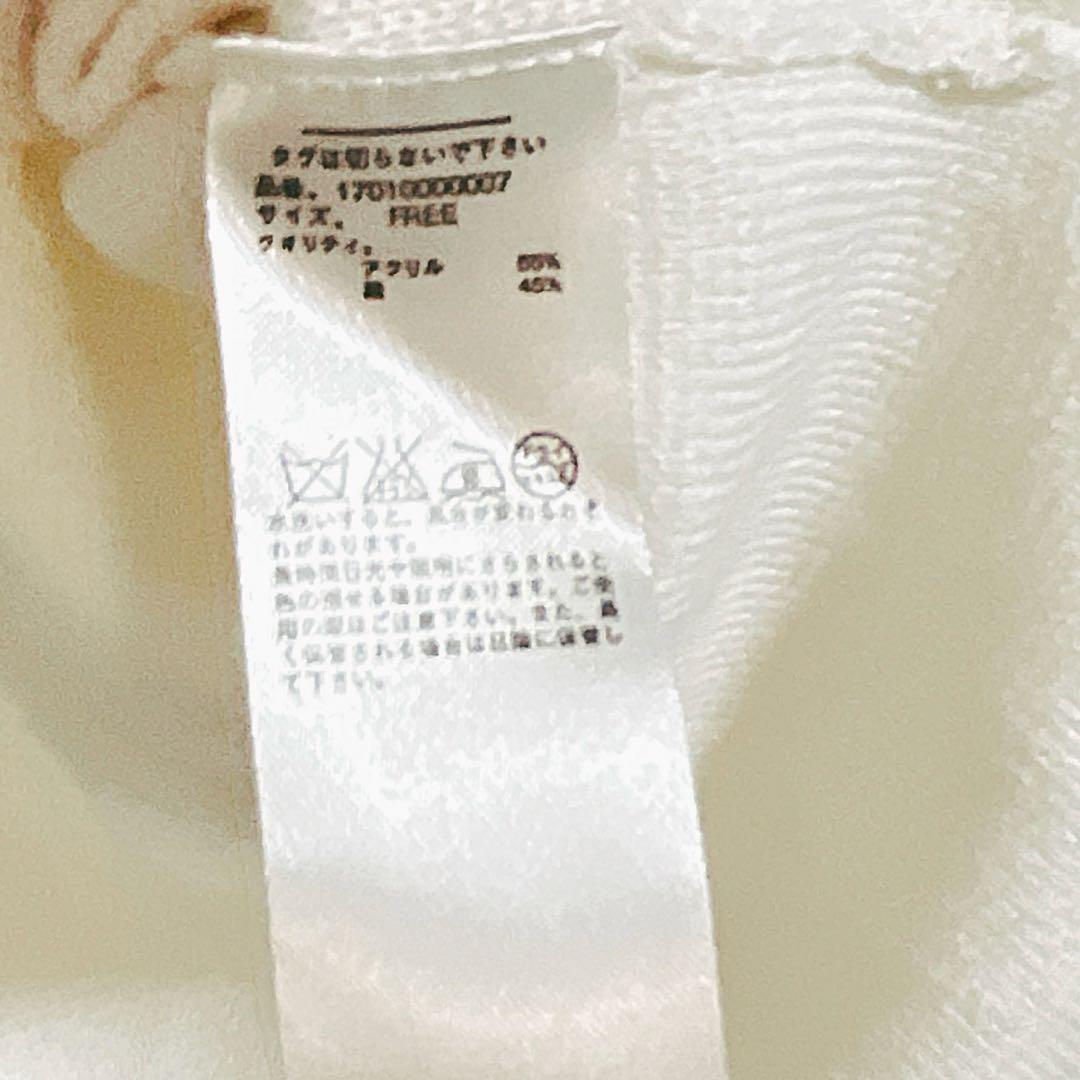 タグは切らないで下さい
品番. 17010000007
サイズ. FREE
クオリティ.
アクリル
綿
水洗いすると、風合が変わるおそ
れがあります。
長時間日光や照明にさらされると
色の褪せる場合があります。ご使
用の際はご注意下さい。また、長
く保管される場合は日陰に保管し
て下さい。